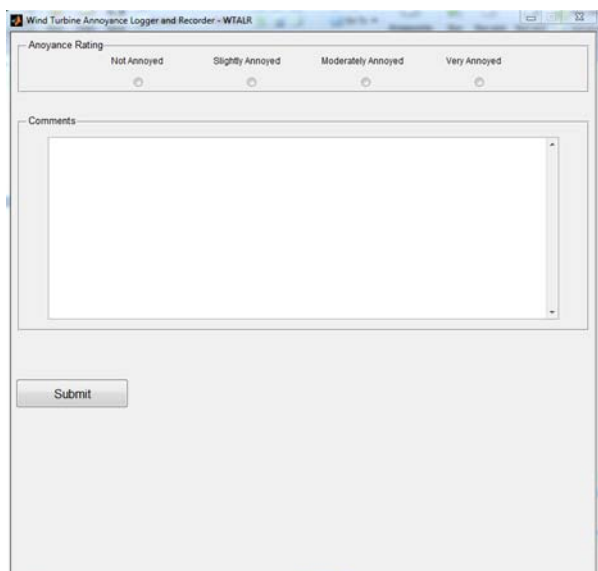 Wind Turbine Annoyance Logger and Recorder - WTALR
Anoyance Rating
Not Annoyed Slightly Annoyed Moderately Annoyed Very Annoyed
Comments
Submit